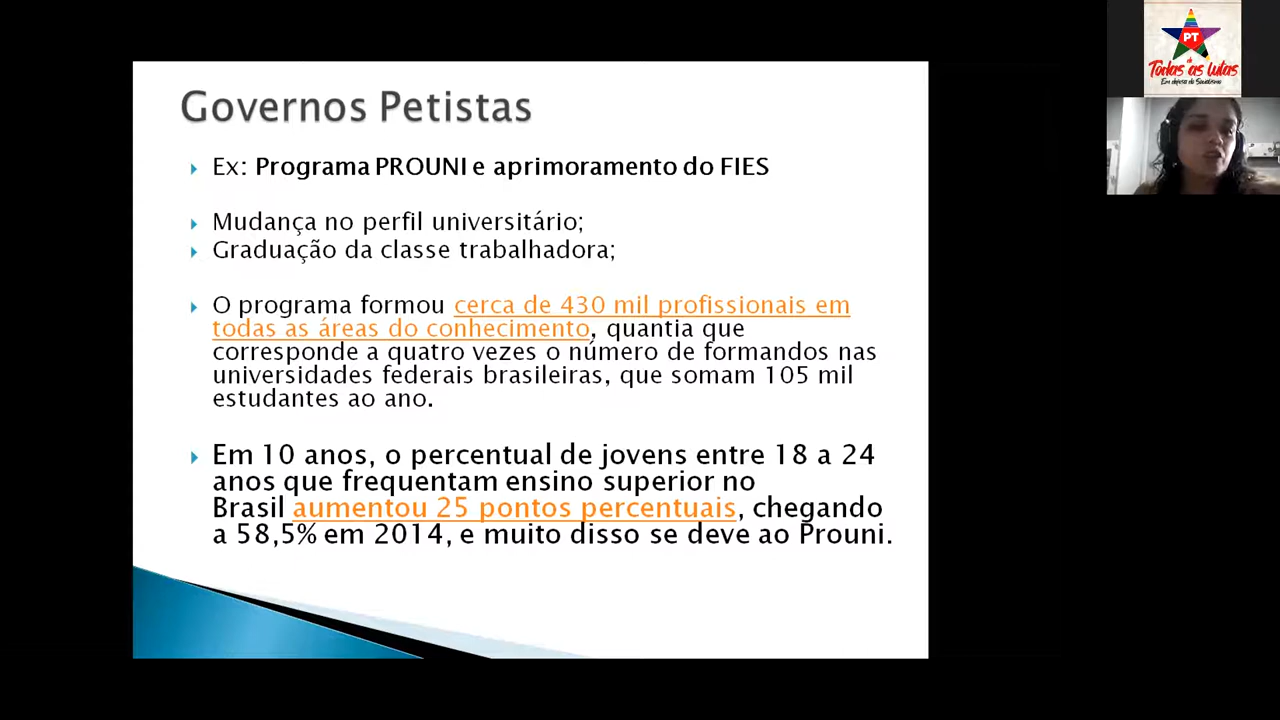 Governos Petistas
Ex: Programa PROUNI e aprimoramento do FIES
Mudança no perfil universitário;
Graduação da classe trabalhadora;
O programa formou cerca de 430 mil profissionais em
todas as áreas do conhecimento, quantia que
corresponde a quatro vezes o número de formandos nas
universidades federais brasileiras, que somam 105 mil
estudantes ao ano.
Em 10 anos, o percentual de jovens entre 18 a 24
anos que frequentam ensino superior no
Brasil aumentou 25 pontos percentuais, chegando
a 58,5% em 2014, e muito disso se deve ao Prouni.
PT
de
Todas as lutas
Em defesa do Socialismo